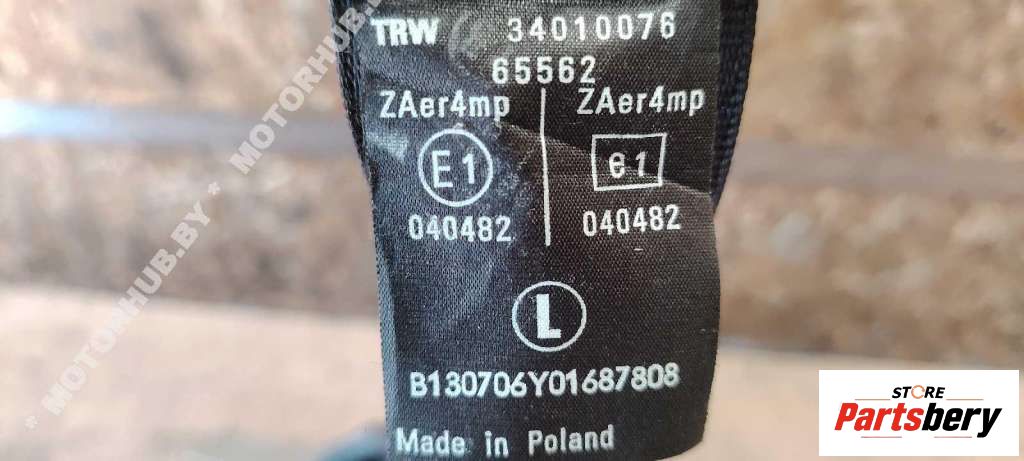 TRW 34010076
65562
ZAer4mp ZAer4mp
E1 e1
040482 040482
L
B130706Y01687808
Made in Poland
* MOTORHUB.BY * MOTORHUB.BY
STORE
Partsbery